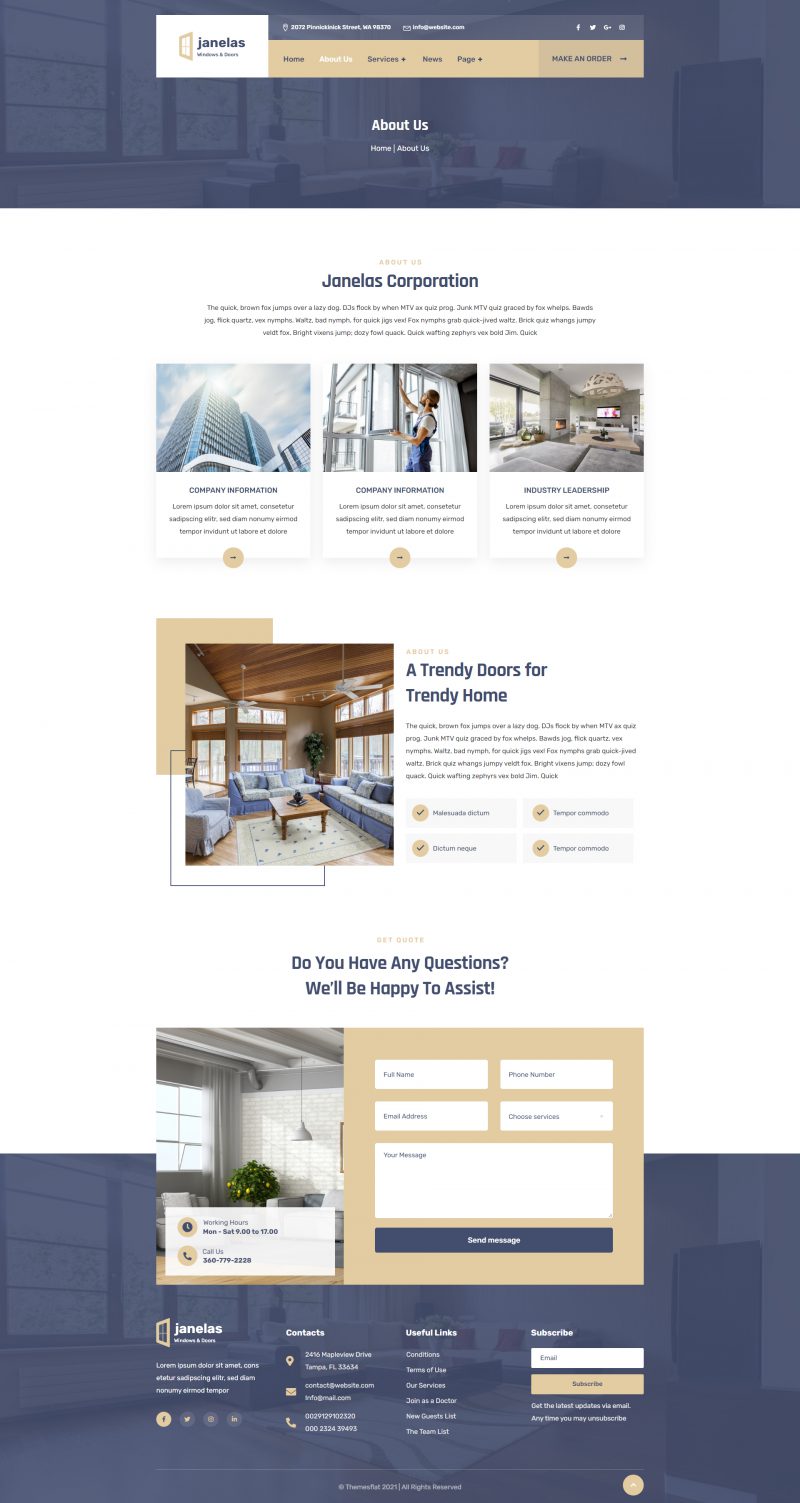 janelas
Windows & Doors
2072 Pinnickinick Street, WA 98370
info@website.com
Home
About Us
Services +
News
Page +
MAKE AN ORDER
About Us
Home | About Us
ABOUT US
Janelas Corporation
The quick, brown fox jumps over a lazy dog. DJs flock by when MTV ax quiz prog. Junk MTV quiz graced by fox whelps. Bawds
jog, flick quartz, vex nymphs. Waltz, bad nymph, for quick jigs vex! Fox nymphs grab quick-jived waltz. Brick quiz whangs jumpy
veldt fox. Bright vixens jump; dozy fowl quack. Quick wafting zephyrs vex bold Jim. Quick
COMPANY INFORMATION
Lorem ipsum dolor sit amet, consetetur
sadipscing elitr, sed diam nonumy eirmod
tempor invidunt ut labore et dolore
COMPANY INFORMATION
Lorem ipsum dolor sit amet, consetetur
sadipscing elitr, sed diam nonumy eirmod
tempor invidunt ut labore et dolore
INDUSTRY LEADERSHIP
Lorem ipsum dolor sit amet, consetetur
sadipscing elitr, sed diam nonumy eirmod
tempor invidunt ut labore et dolore
ABOUT US
A Trendy Doors for
Trendy Home
The quick, brown fox jumps over a lazy dog. DJs flock by when MTV ax quiz
prog. Junk MTV quiz graced by fox whelps. Bawds jog, flick quartz, vex
nymphs. Waltz, bad nymph, for quick jigs vex! Fox nymphs grab quick-jived
waltz. Brick quiz whangs jumpy veldt fox. Bright vixens jump; dozy fowl
quack. Quick wafting zephyrs vex bold Jim. Quick
Malesuada dictum
Tempor commodo
Dictum neque
Tempor commodo
GET QUOTE
Do You Have Any Questions?
We'll Be Happy To Assist!
Working Hours
Mon - Sat 9.00 to 17.00
Call Us
360-779-2228
Full Name
Phone Number
Email Address
Choose services
Your Message
Send message
janelas
Windows & Doors
Lorem ipsum dolor sit amet, cons
etetur sadipscing elitr, sed diam
nonumy eirmod tempor
Contacts
2416 Mapleview Drive
Tampa, FL 33634
contact@website.com
Info@mail.com
0029129102320
000 2324 39493
Useful Links
Conditions
Terms of Use
Our Services
Join as a Doctor
New Guests List
The Team List
Subscribe
Email
Subscribe
Get the latest updates via email.
Any time you may unsubscribe
© Themesflat 2021 | All Rights Reserved